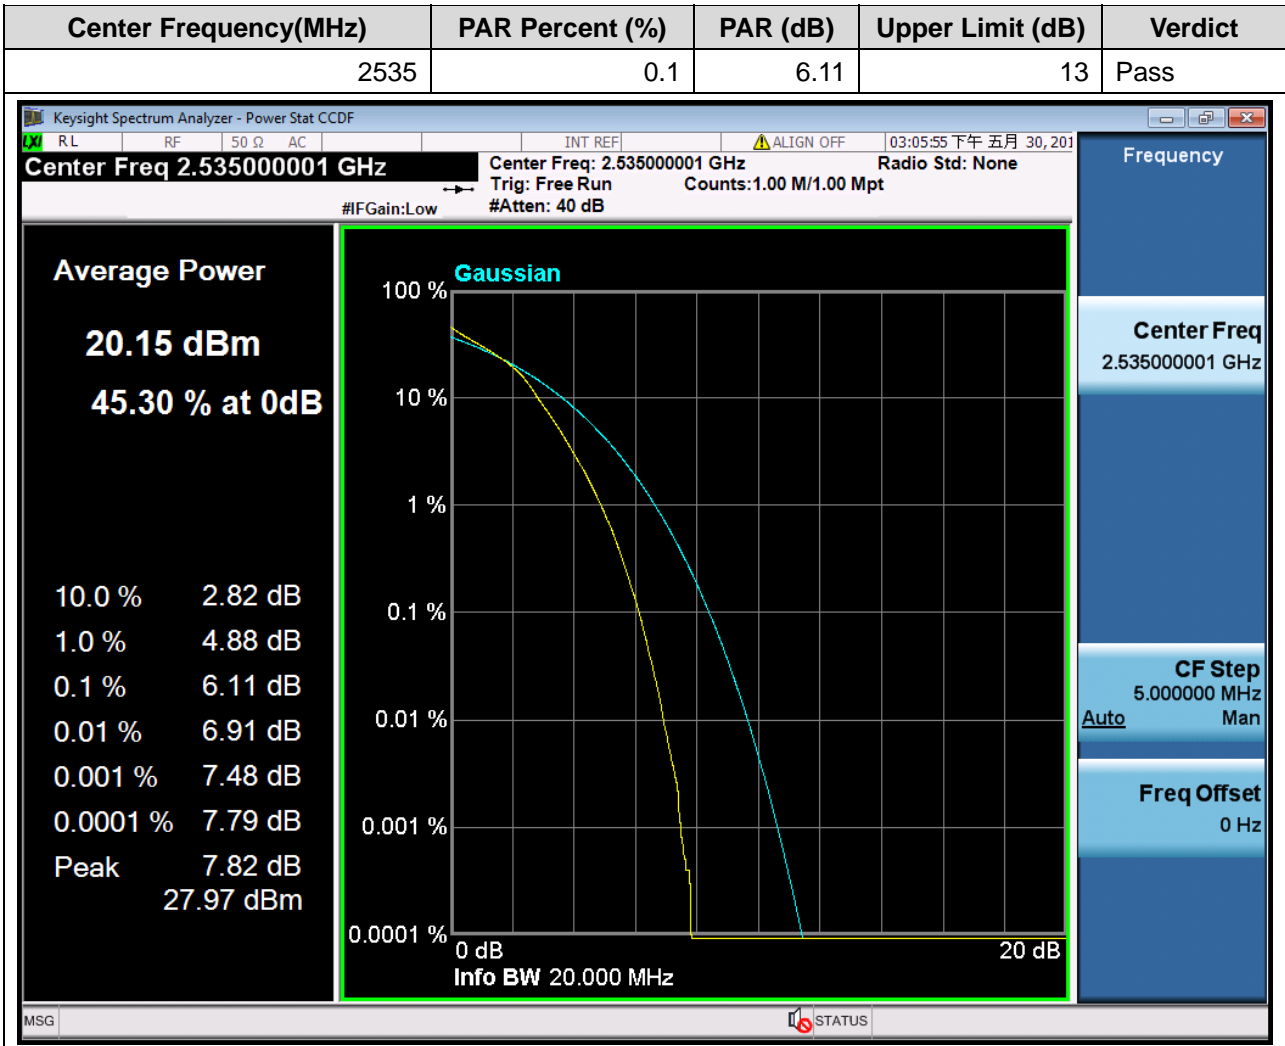 Center Frequency(MHz) PAR Percent (%) PAR (dB) Upper Limit (dB) Verdict
2535 0.1 6.11 13 Pass
Keysight Spectrum Analyzer - Power Stat CCDF
LXI RL RF 50 Ω AC INT REF ALIGN OFF 03:05:55 下午 五月 30, 201
Center Freq 2.535000001 GHz
Center Freq: 2.535000001 GHz Radio Std: None
Trig: Free Run Counts:1.00 M/1.00 Mpt
#IFGain:Low #Atten: 40 dB
Frequency
Average Power
20.15 dBm
45.30 % at 0dB
10.0 % 2.82 dB
1.0 % 4.88 dB
0.1 % 6.11 dB
0.01 % 6.91 dB
0.001 % 7.48 dB
0.0001 % 7.79 dB
Peak 7.82 dB
27.97 dBm
Gaussian
100 %
10 %
1 %
0.1 %
0.01 %
0.001 %
0.0001 %
0 dB 20 dB
Info BW 20.000 MHz
Center Freq
2.535000001 GHz
CF Step
5.000000 MHz
Auto Man
Freq Offset
0 Hz
MSG STATUS